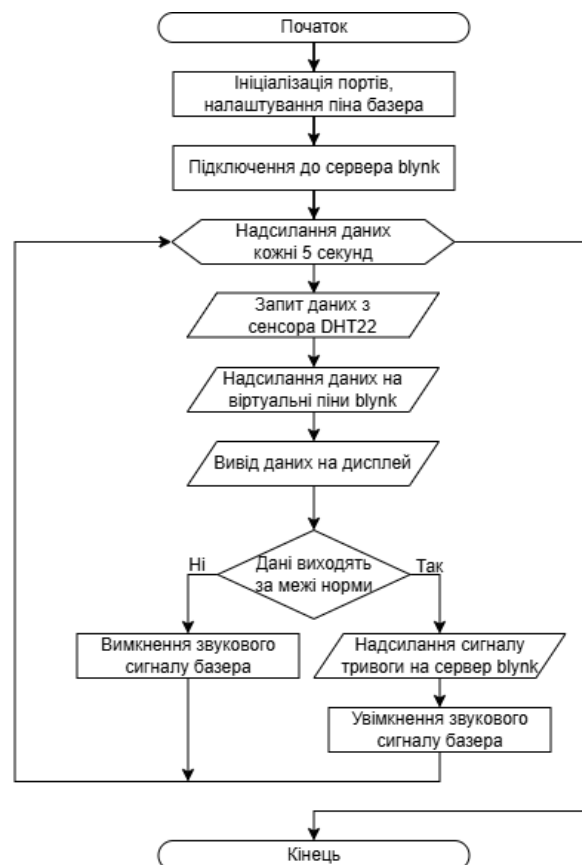 Початок
Ініціалізація портів,
налаштування піна базера
Підключення до сервера blynk
Надсилання даних
кожні 5 секунд
Запит даних з
сенсора DHT22
Надсилання даних на
віртуальні піни blynk
Вивід даних на дисплей
Дані виходять
за межі норми
Ні
Так
Вимкнення звукового
сигналу базера
Надсилання сигналу
тривоги на сервер blynk
Увімкнення звукового
сигналу базера
Кінець